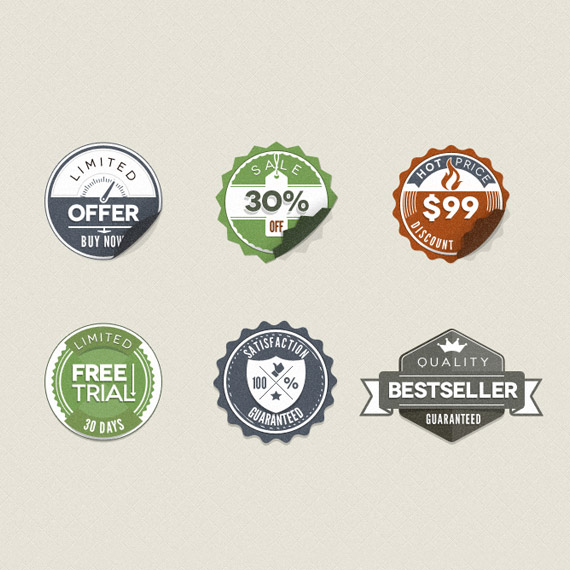 LIMITED
OFFER
BUY NOW
SALE
30%
OFF
HOT PRICE
$99
DISCOUNT
LIMITED
FREE
TRIAL!
30 DAYS
SATISFACTION
100 %
GUARANTEED
QUALITY
BESTSELLER
GUARANTEED